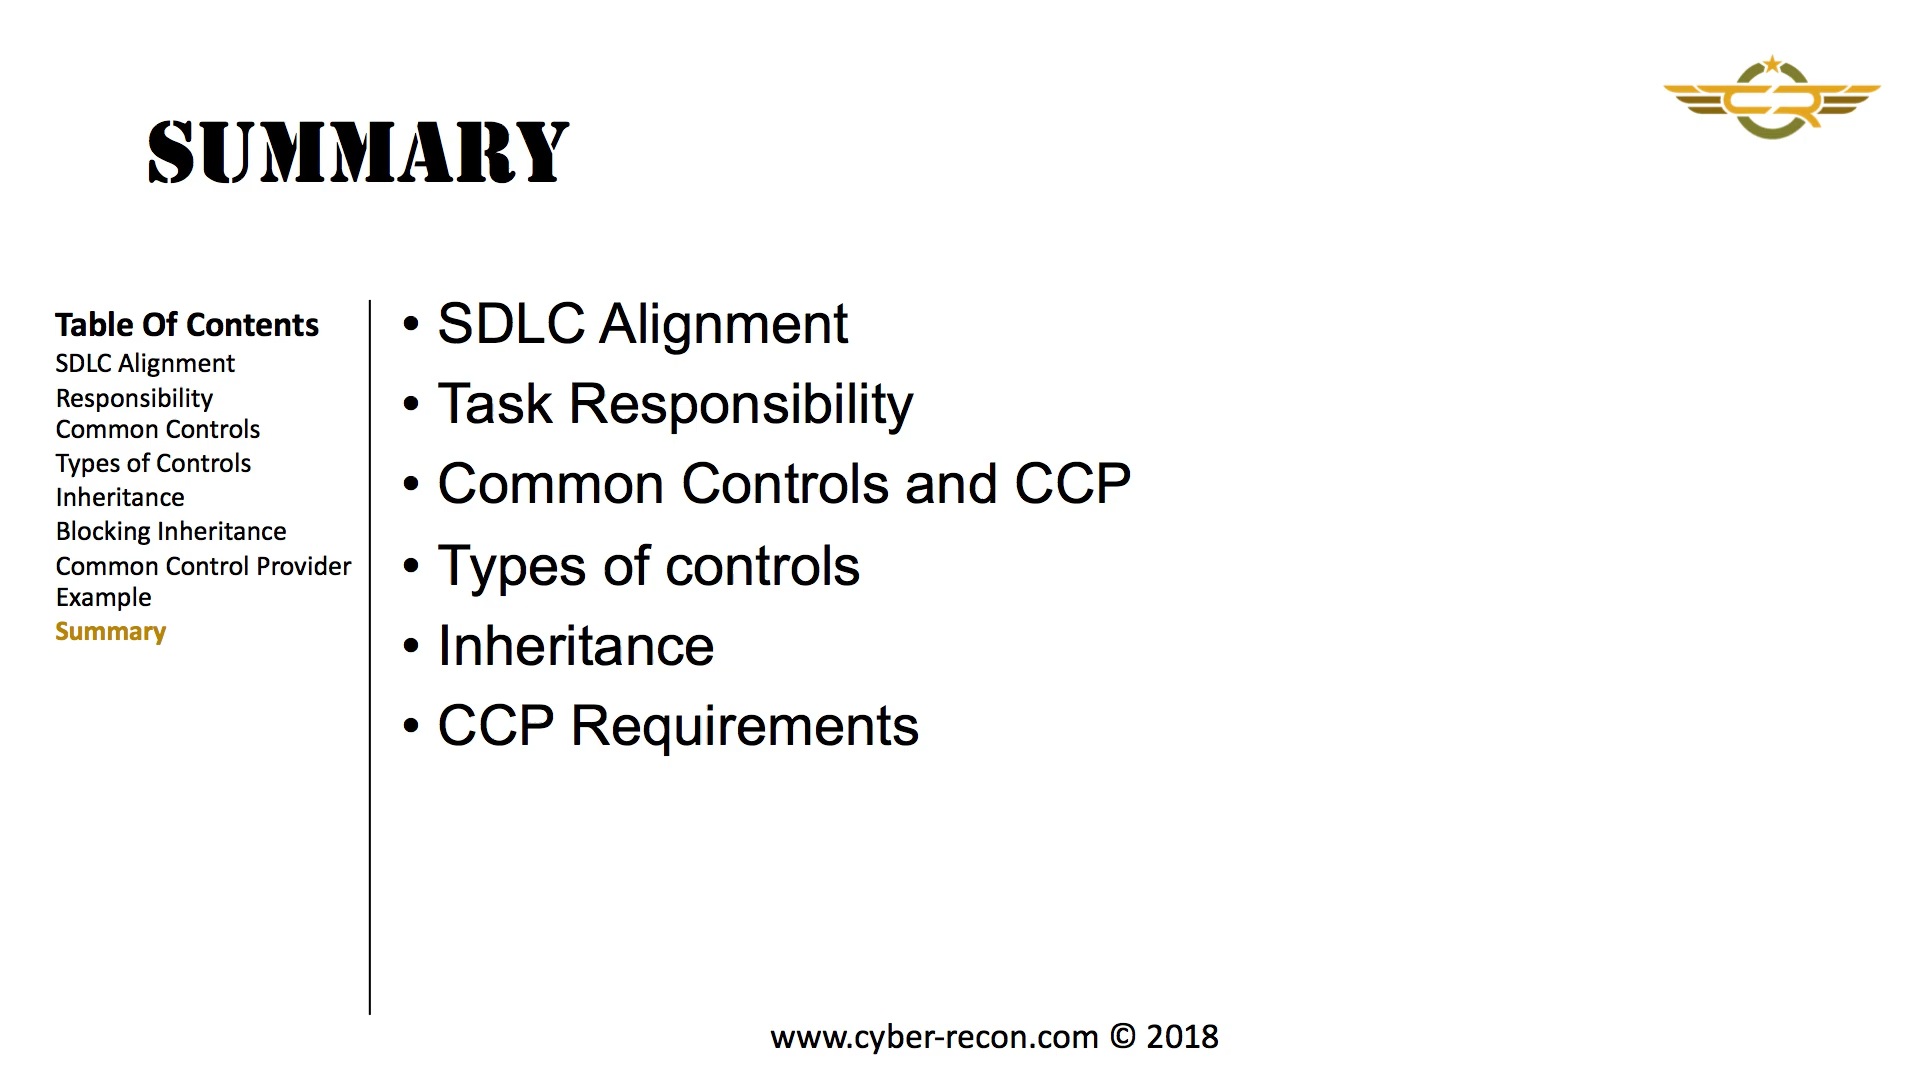 SUMMARY
Table Of Contents
SDLC Alignment
Responsibility
Common Controls
Types of Controls
Inheritance
Blocking Inheritance
Common Control Provider
Example
Summary
• SDLC Alignment
• Task Responsibility
• Common Controls and CCP
• Types of controls
• Inheritance
• CCP Requirements
CR
www.cyber-recon.com © 2018